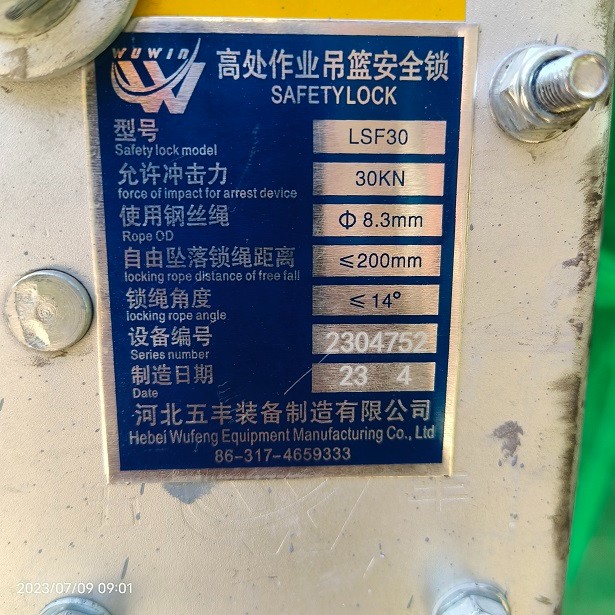 WUWIN
高处作业吊篮安全锁
SAFETYLOCK
型号
Safety lock model
LSF30
允许冲击力
force of impact for arrest device
30KN
使用钢丝绳
Rope OD
Φ 8.3mm
自由坠落锁绳距离
locking rope distance of free fall
≤200mm
锁绳角度
locking rope angle
≤ 14°
设备编号
Series number
2304752
制造日期
Date
23 4
河北五丰装备制造有限公司
Hebei Wufeng Equipment Manufacturing Co., Ltd
86-317-4659333
2023/07/09 09:01